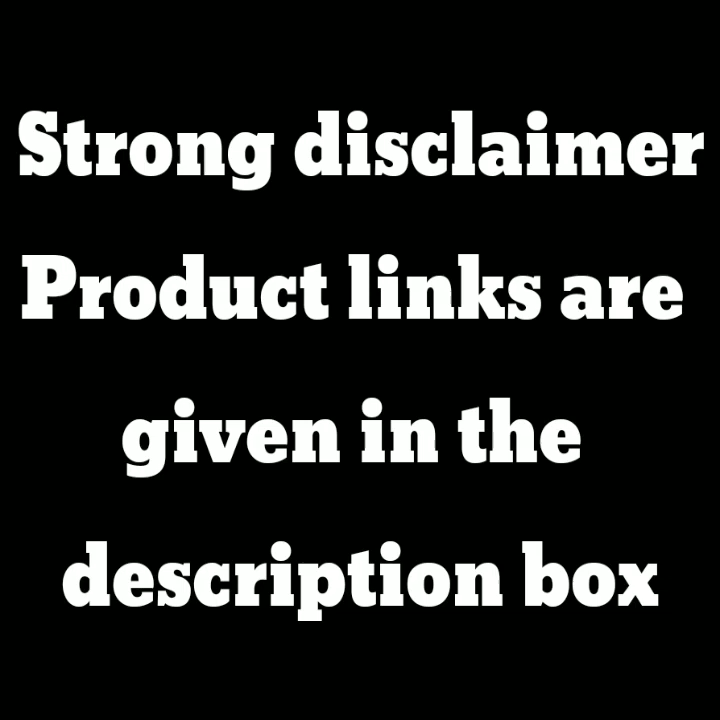 Strong disclaimer
Product links are
given in the
description box